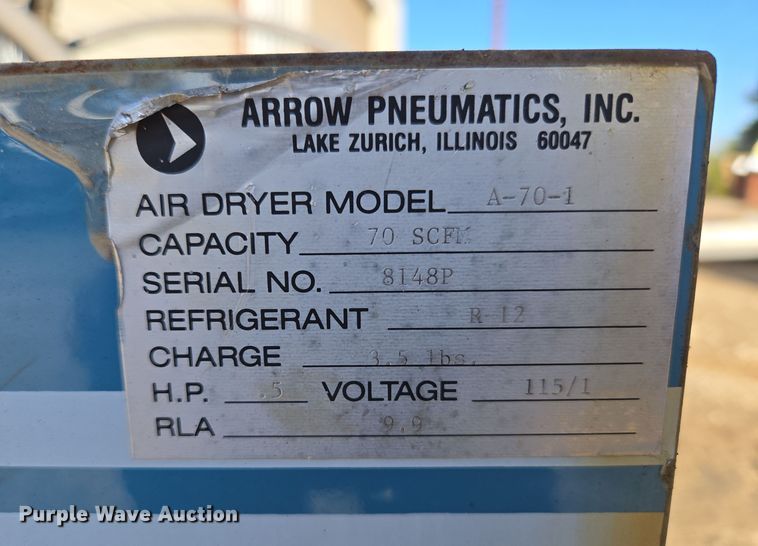 ARROW PNEUMATICS, INC.
LAKE ZURICH, ILLINOIS 60047
AIR DRYER MODEL A-70-1
CAPACITY 70 SCFM
SERIAL NO. 8148P
REFRIGERANT R 12
CHARGE 3.5 lbs.
H.P. .5 VOLTAGE 115/1
RLA 9.9
Purple Wave Auction